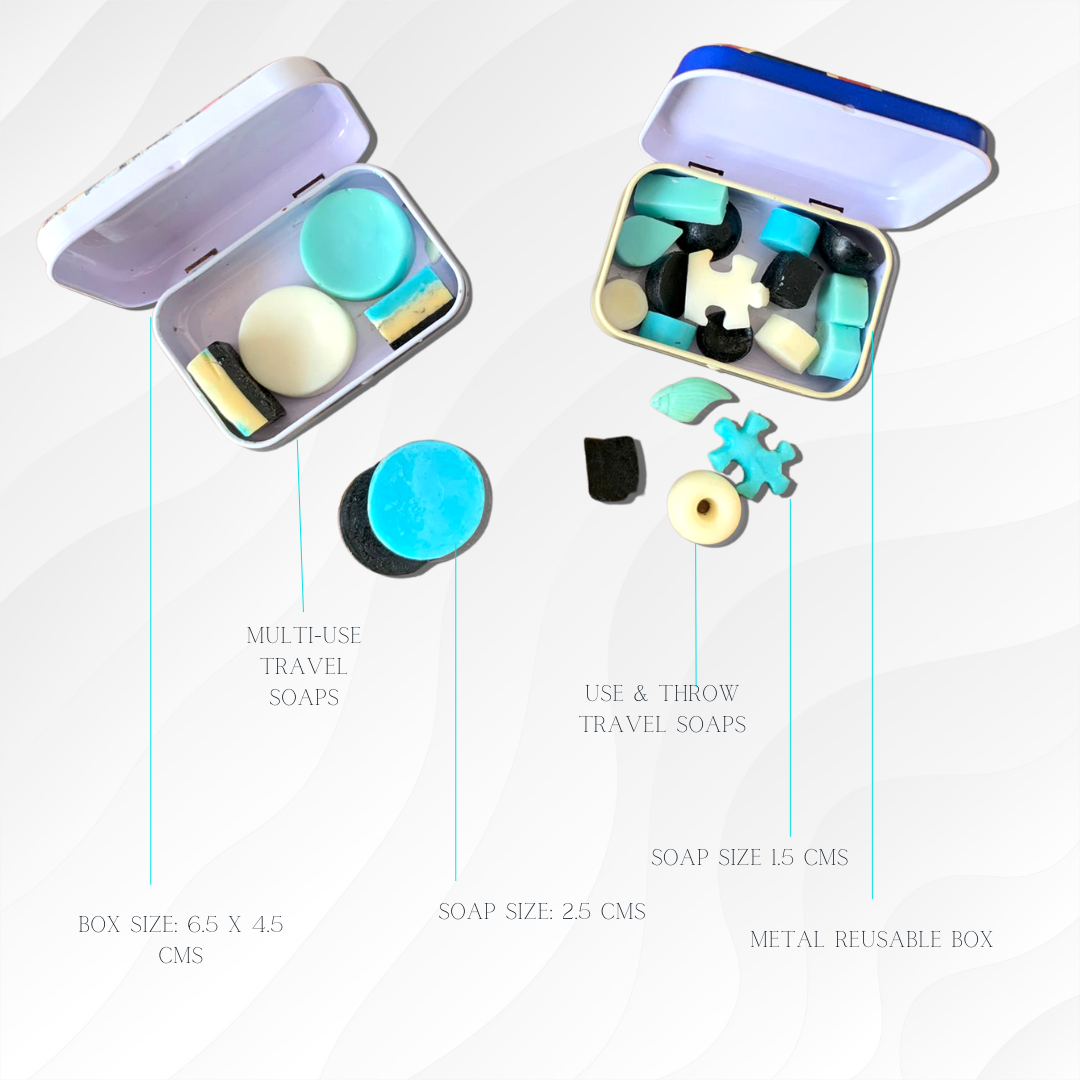 MULTI-USE
TRAVEL
SOAPS
USE & THROW
TRAVEL SOAPS
SOAP SIZE 1.5 CMS
SOAP SIZE: 2.5 CMS
BOX SIZE: 6.5 X 4.5
CMS
METAL REUSABLE BOX